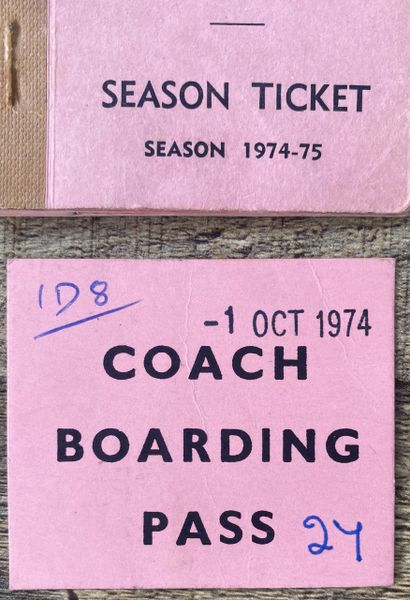 SEASON TICKET
SEASON 1974-75
1D8
-1 OCT 1974
COACH
BOARDING
PASS 24